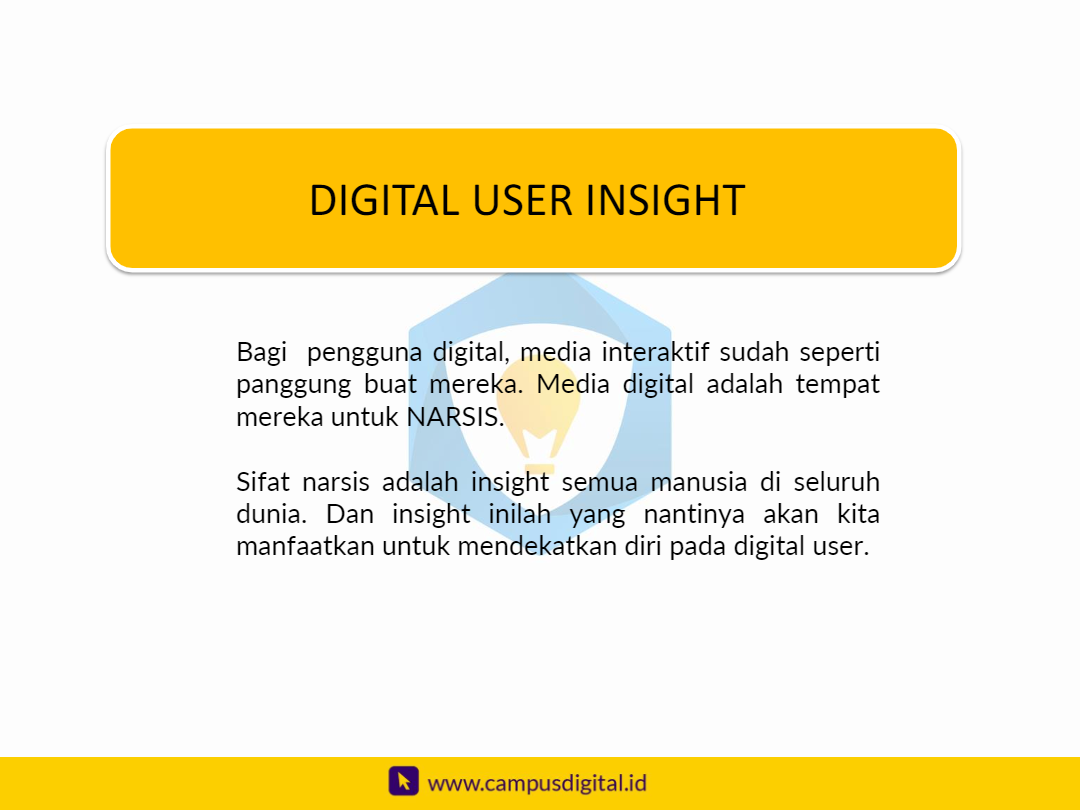 DIGITAL USER INSIGHT
Bagi pengguna digital, media interaktif sudah seperti
panggung buat mereka. Media digital adalah tempat
mereka untuk NARSIS.
Sifat narsis adalah insight semua manusia di seluruh
dunia. Dan insight inilah yang nantinya akan kita
manfaatkan untuk mendekatkan diri pada digital user.
www.campusdigital.id